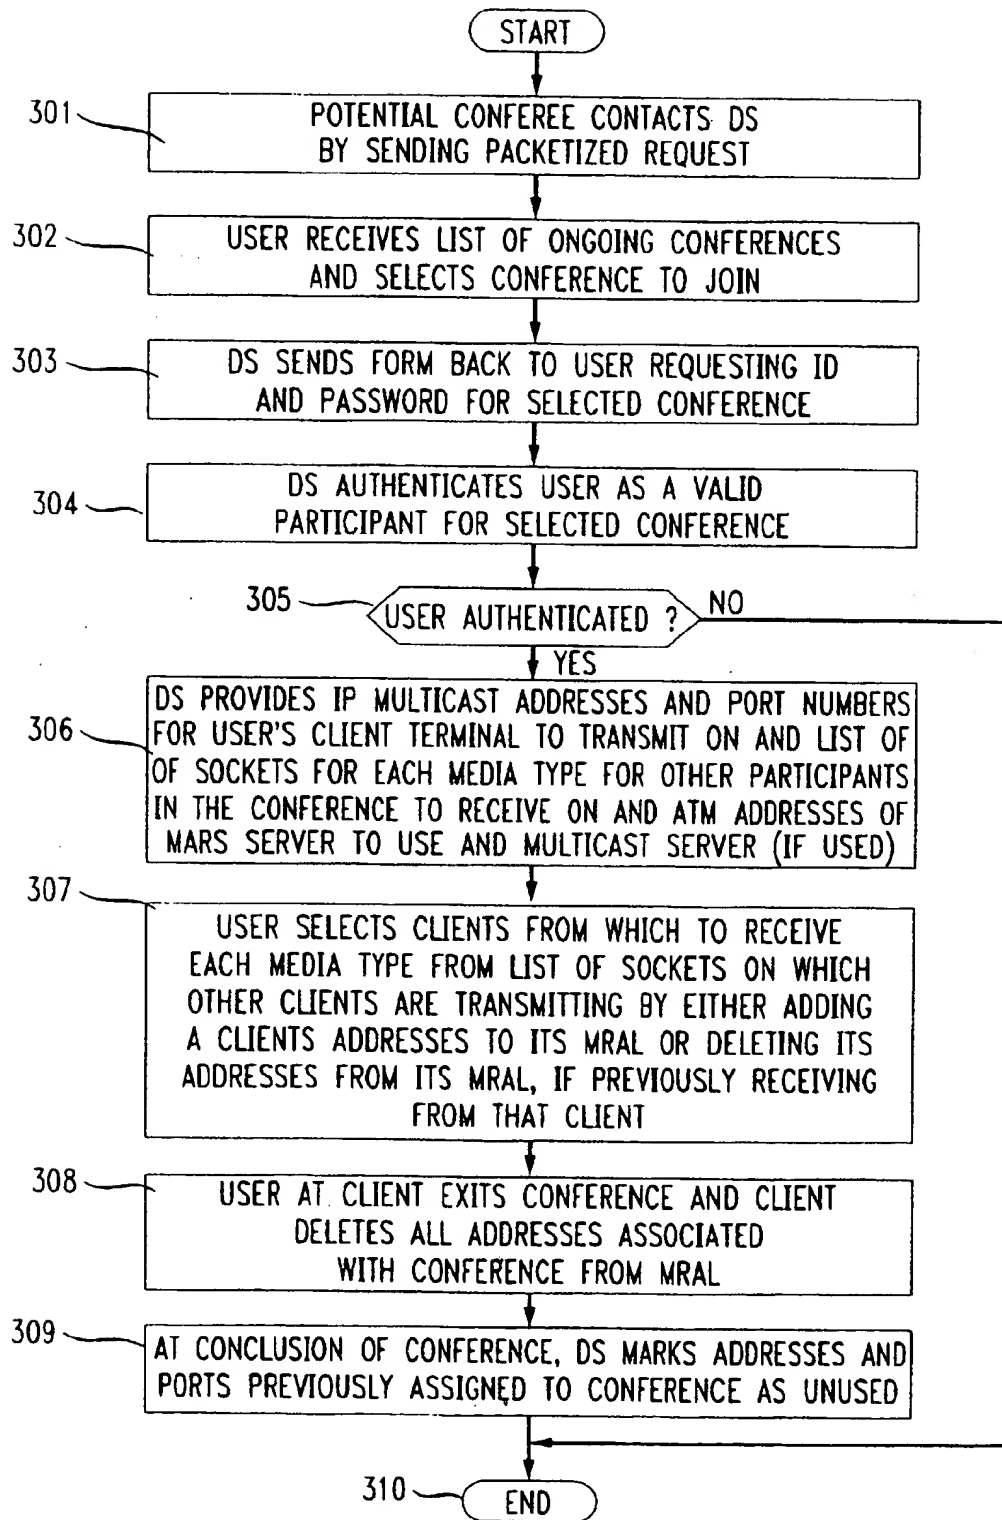 START
301
POTENTIAL CONFEREE CONTACTS DS
BY SENDING PACKETIZED REQUEST
302
USER RECEIVES LIST OF ONGOING CONFERENCES
AND SELECTS CONFERENCE TO JOIN
303
DS SENDS FORM BACK TO USER REQUESTING ID
AND PASSWORD FOR SELECTED CONFERENCE
304
DS AUTHENTICATES USER AS A VALID
PARTICIPANT FOR SELECTED CONFERENCE
305
USER AUTHENTICATED ?
NO
YES
306
DS PROVIDES IP MULTICAST ADDRESSES AND PORT NUMBERS
FOR USER'S CLIENT TERMINAL TO TRANSMIT ON AND LIST OF
OF SOCKETS FOR EACH MEDIA TYPE FOR OTHER PARTICIPANTS
IN THE CONFERENCE TO RECEIVE ON AND ATM ADDRESSES OF
MARS SERVER TO USE AND MULTICAST SERVER (IF USED)
307
USER SELECTS CLIENTS FROM WHICH TO RECEIVE
EACH MEDIA TYPE FROM LIST OF SOCKETS ON WHICH
OTHER CLIENTS ARE TRANSMITTING BY EITHER ADDING
A CLIENTS ADDRESSES TO ITS MRAL OR DELETING ITS
ADDRESSES FROM ITS MRAL, IF PREVIOUSLY RECEIVING
FROM THAT CLIENT
308
USER AT CLIENT EXITS CONFERENCE AND CLIENT
DELETES ALL ADDRESSES ASSOCIATED
WITH CONFERENCE FROM MRAL
309
AT CONCLUSION OF CONFERENCE, DS MARKS ADDRESSES AND
PORTS PREVIOUSLY ASSIGNED TO CONFERENCE AS UNUSED
310
END